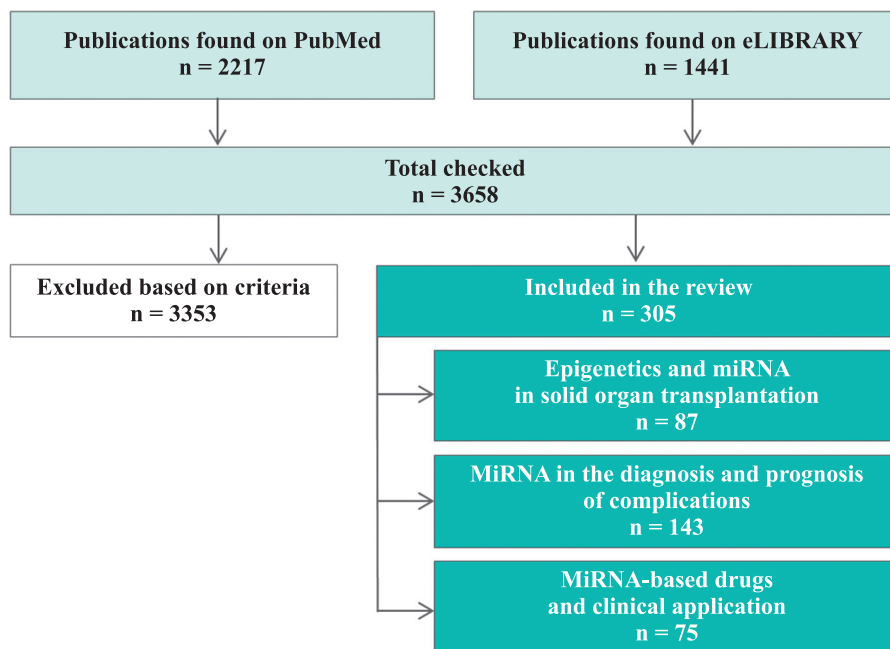 Publications found on PubMed
n = 2217
Publications found on eLIBRARY
n = 1441
Total checked
n = 3658
Excluded based on criteria
n = 3353
Included in the review
n = 305
Epigenetics and miRNA
in solid organ transplantation
n = 87
MiRNA in the diagnosis and prognosis
of complications
n = 143
MiRNA-based drugs
and clinical application
n = 75